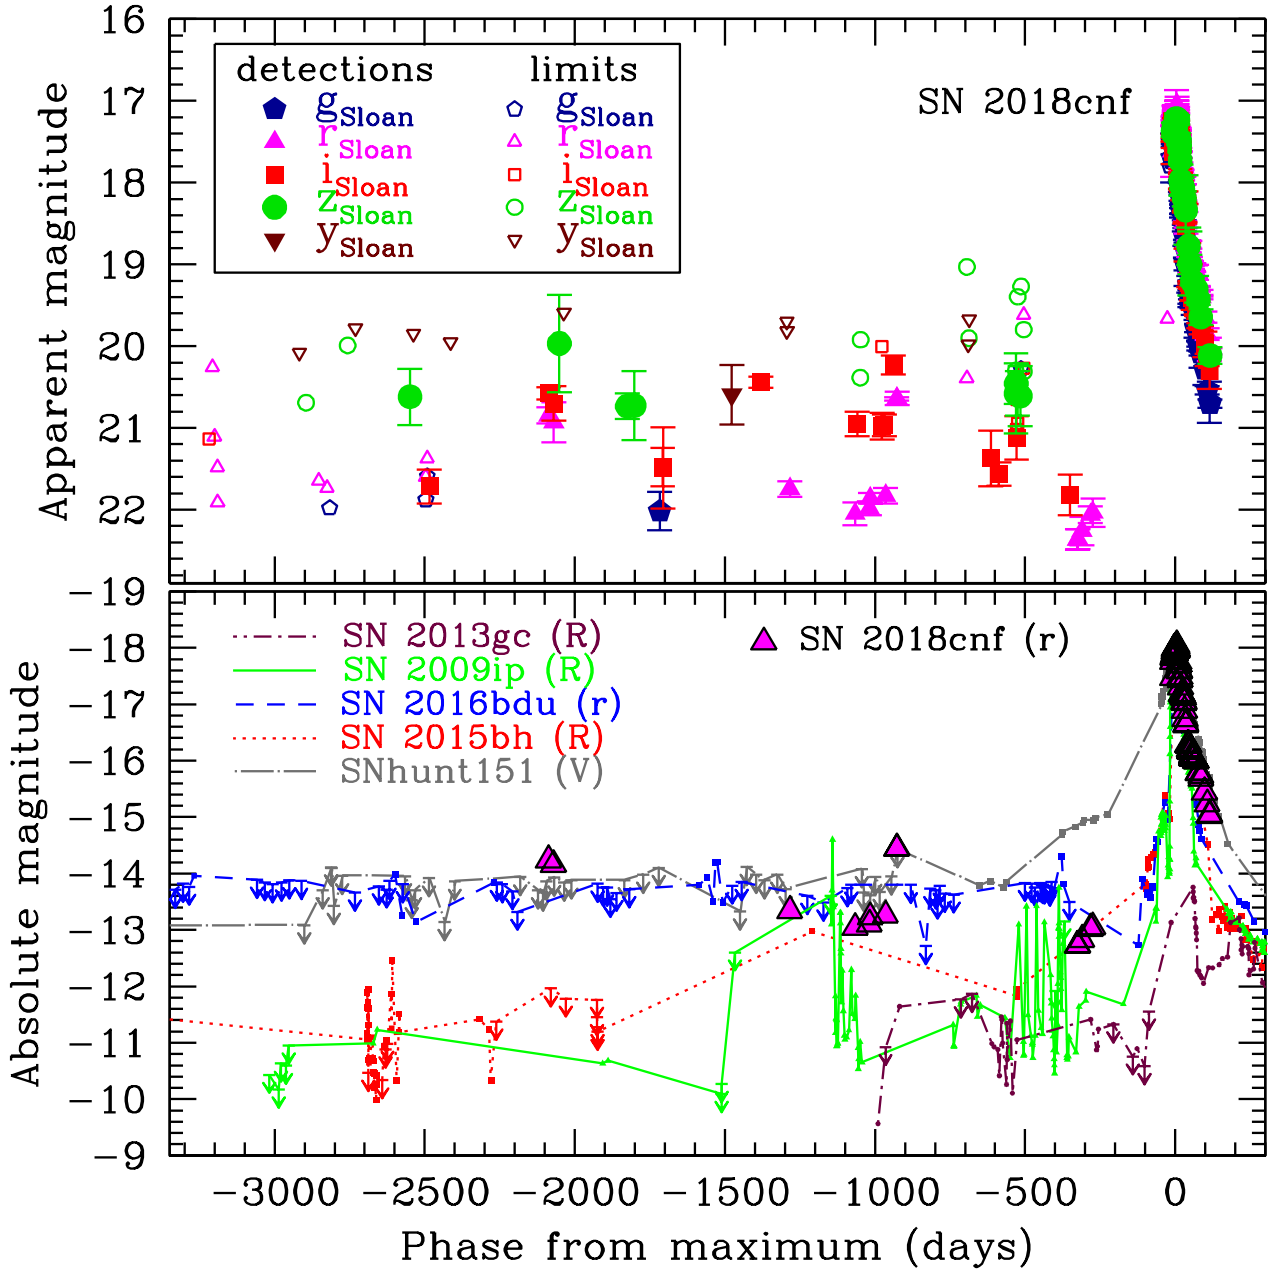 16
17
18
19
20
21
22
Apparent magnitude
detections limits
gSloan gSloan
rSloan rSloan
iSloan iSloan
zSloan zSloan
ySloan ySloan
SN 2018cnf
−19
−18
−17
−16
−15
−14
−13
−12
−11
−10
−9
Absolute magnitude
SN 2013gc (R)
SN 2009ip (R)
SN 2016bdu (r)
SN 2015bh (R)
SNhunt151 (V)
SN 2018cnf (r)
−3000 −2500 −2000 −1500 −1000 −500 0
Phase from maximum (days)